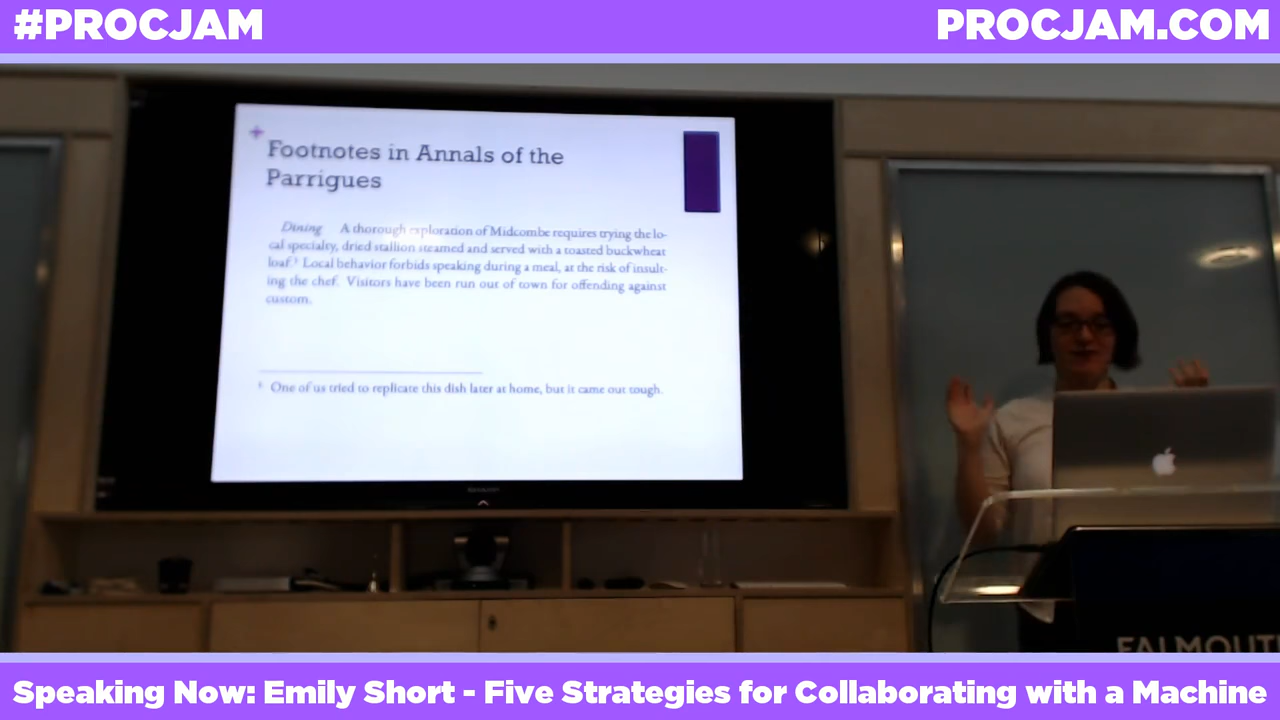 #PROCJAM
PROCJAM.COM
Footnotes in Annals of the
Parrigues
Dining A thorough exploration of Midcombe requires trying the lo-
cal specialty, dried stallion steamed and served with a toasted buckwheat
loaf. Local behavior forbids speaking during a meal, at the risk of insult-
ing the chef. Visitors have been run out of town for offending against
custom.
One of us tried to replicate this dish later at home, but it came out tough.
SHARP
FALMOUT
Speaking Now: Emily Short - Five Strategies for Collaborating with a Machine